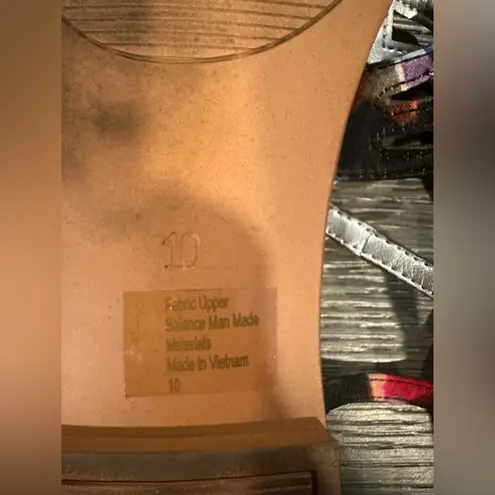 10
Fabric Upper
Balance Man Made
Materials
Made in Vietnam
10